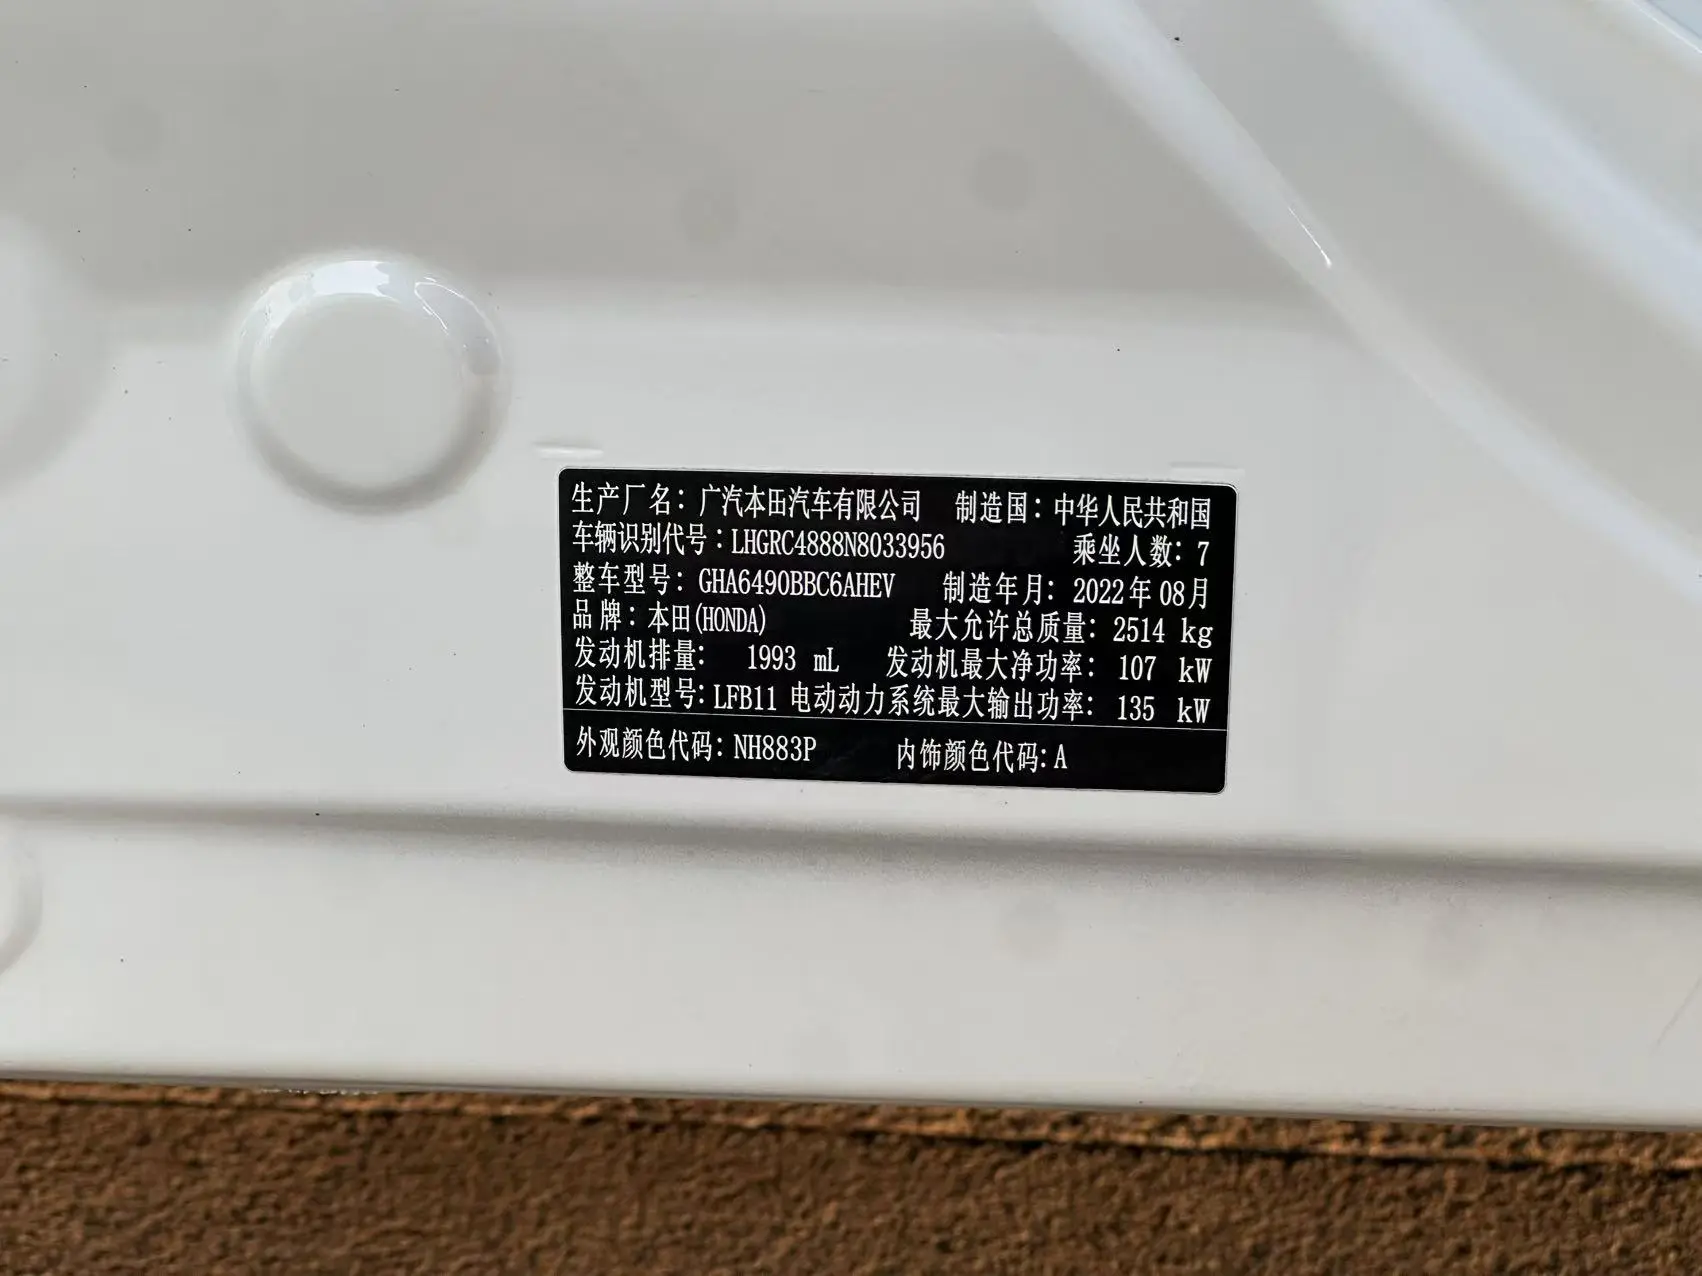 生产厂名：广汽本田汽车有限公司 制造国：中华人民共和国
车辆识别代号：LHGRC4888N8033956 乘坐人数：7
整车型号：GHA6490BBC6AHEV 制造年月：2022年08月
品牌：本田(HONDA) 最大允许总质量：2514 kg
发动机排量： 1993 mL 发动机最大净功率：107 kW
发动机型号：LFB11 电动动力系统最大输出功率：135 kW
外观颜色代码：NH883P 内饰颜色代码：A